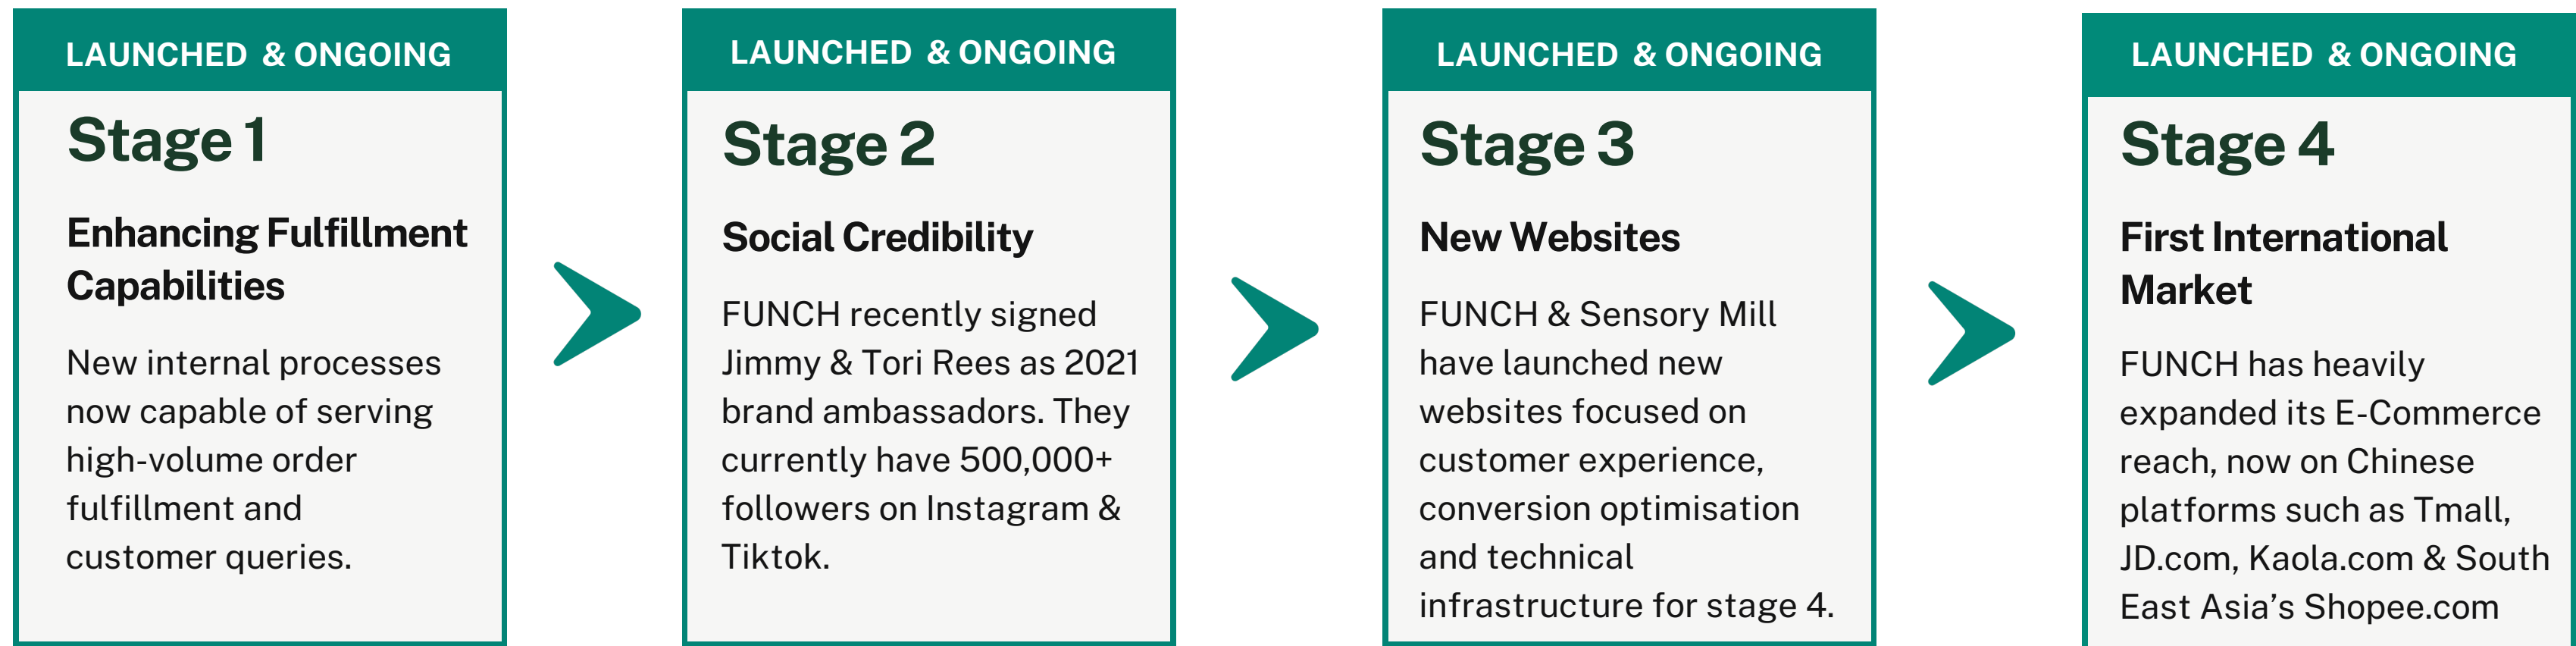 LAUNCHED & ONGOING
Stage 1
Enhancing Fulfillment
Capabilities
New internal processes
now capable of serving
high-volume order
fulfillment and
customer queries.
LAUNCHED & ONGOING
Stage 2
Social Credibility
FUNCH recently signed
Jimmy & Tori Rees as 2021
brand ambassadors. They
currently have 500,000+
followers on Instagram &
Tiktok.
LAUNCHED & ONGOING
Stage 3
New Websites
FUNCH & Sensory Mill
have launched new
websites focused on
customer experience,
conversion optimisation
and technical
infrastructure for stage 4.
LAUNCHED & ONGOING
Stage 4
First International
Market
FUNCH has heavily
expanded its E-Commerce
reach, now on Chinese
platforms such as Tmall,
JD.com, Kaola.com & South
East Asia’s Shopee.com